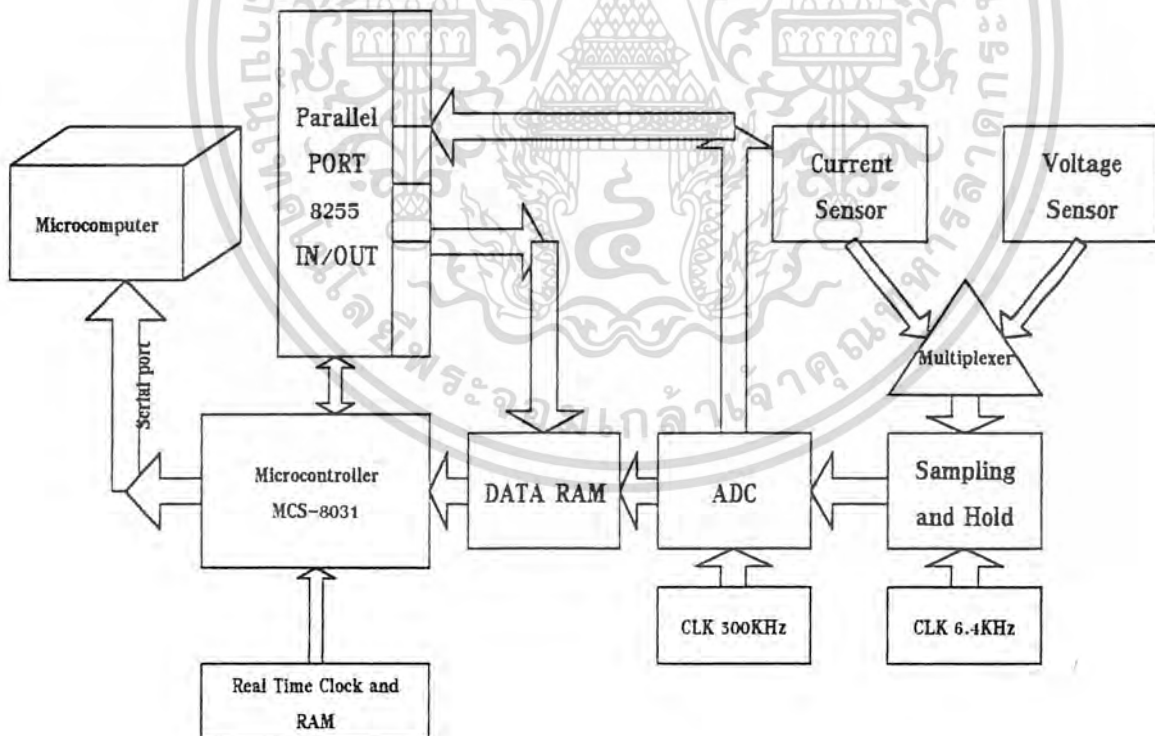 Parallel
PORT
8255
IN/OUT
Microcomputer
Current
Sensor
Voltage
Sensor
Multiplexer
Serial port
Microcontroller
MCS-8031
DATA RAM
ADC
Sampling
and Hold
CLK 300KHz
CLK 6.4KHz
Real Time Clock and
RAM